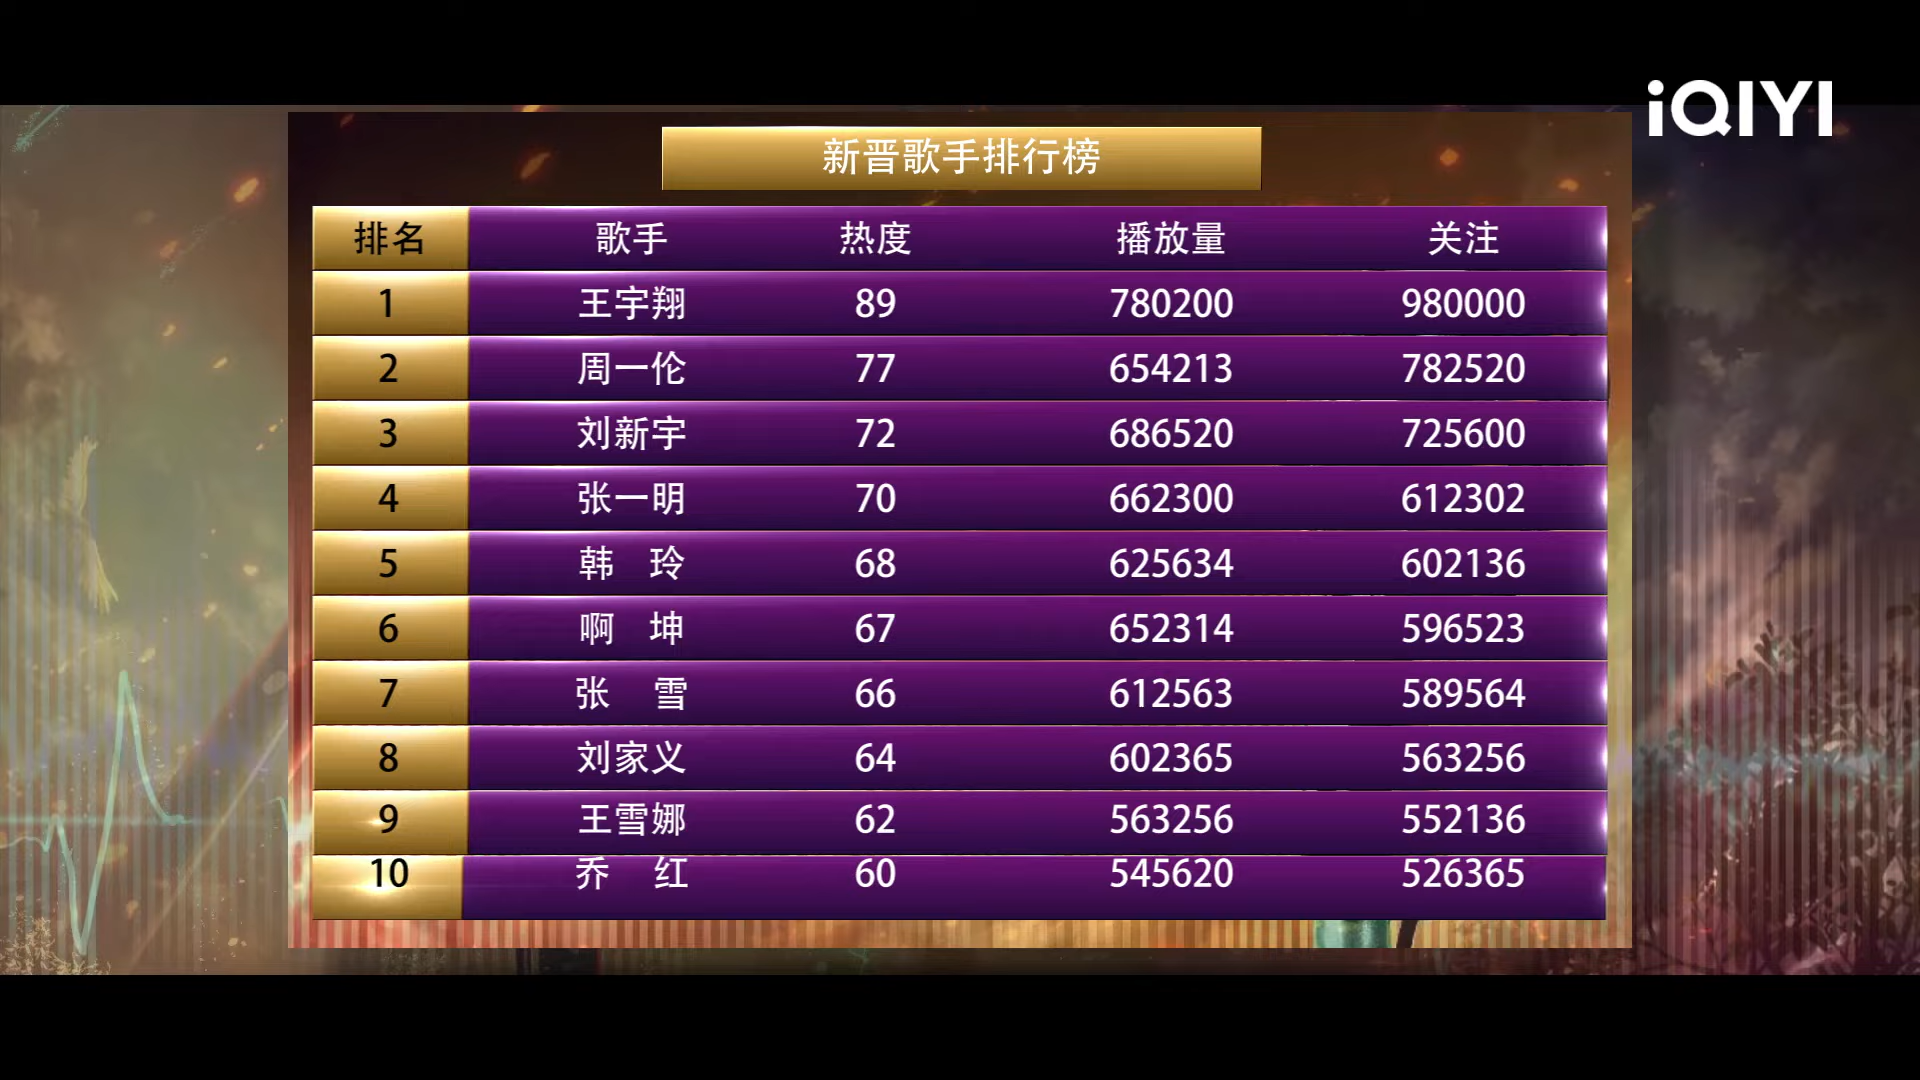 iQIYI
新晋歌手排行榜
排名 歌手 热度 播放量 关注
1 王宇翔 89 780200 980000
2 周一伦 77 654213 782520
3 刘新宇 72 686520 725600
4 张一明 70 662300 612302
5 韩 玲 68 625634 602136
6 啊 坤 67 652314 596523
7 张 雪 66 612563 589564
8 刘家义 64 602365 563256
9 王雪娜 62 563256 552136
10 乔 红 60 545620 526365